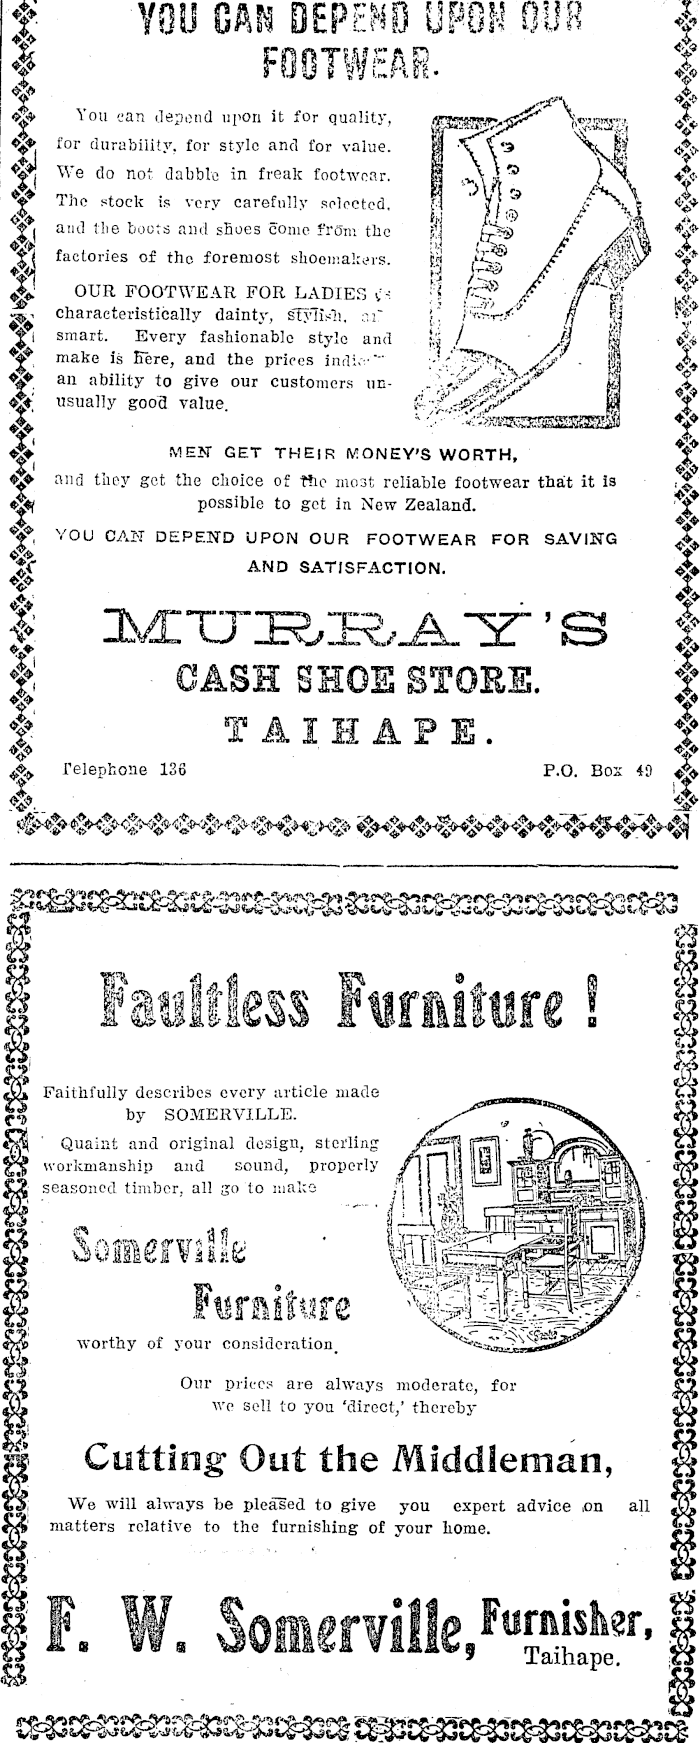 YOU CAN DEPEND UPON OUR
FOOTWEAR.
You can depend upon it for quality,
for durability, for style and for value.
We do not dabble in freak footwear.
The stock is very carefully selected,
and the boots and shoes come from the
factories of the foremost shoemakers.
OUR FOOTWEAR FOR LADIES
characteristically dainty, stylish,
smart. Every fashionable style and
make is here, and the prices
an ability to give our customers un-
usually good value.
MEN GET THEIR MONEY'S WORTH,
and they get the choice of the most reliable footwear that it is
possible to get in New Zealand.
YOU CAN DEPEND UPON OUR FOOTWEAR FOR SAVING
AND SATISFACTION.
MURRAY'S
CASH SHOE STORE.
TAIHAPE.
Telephone 136 P.O. Box 49
Faultless Furniture!
Faithfully describes every article made
by SOMERVILLE.
Quaint and original design, sterling
workmanship and sound, properly
seasoned timber, all go to make
Somerville
Furniture
worthy of your consideration.
Our prices are always moderate, for
we sell to you 'direct,' thereby
Cutting Out the Middleman,
We will always be pleased to give you expert advice on all
matters relative to the furnishing of your home.
F. W. Somerville, Furnisher,
Taihape.